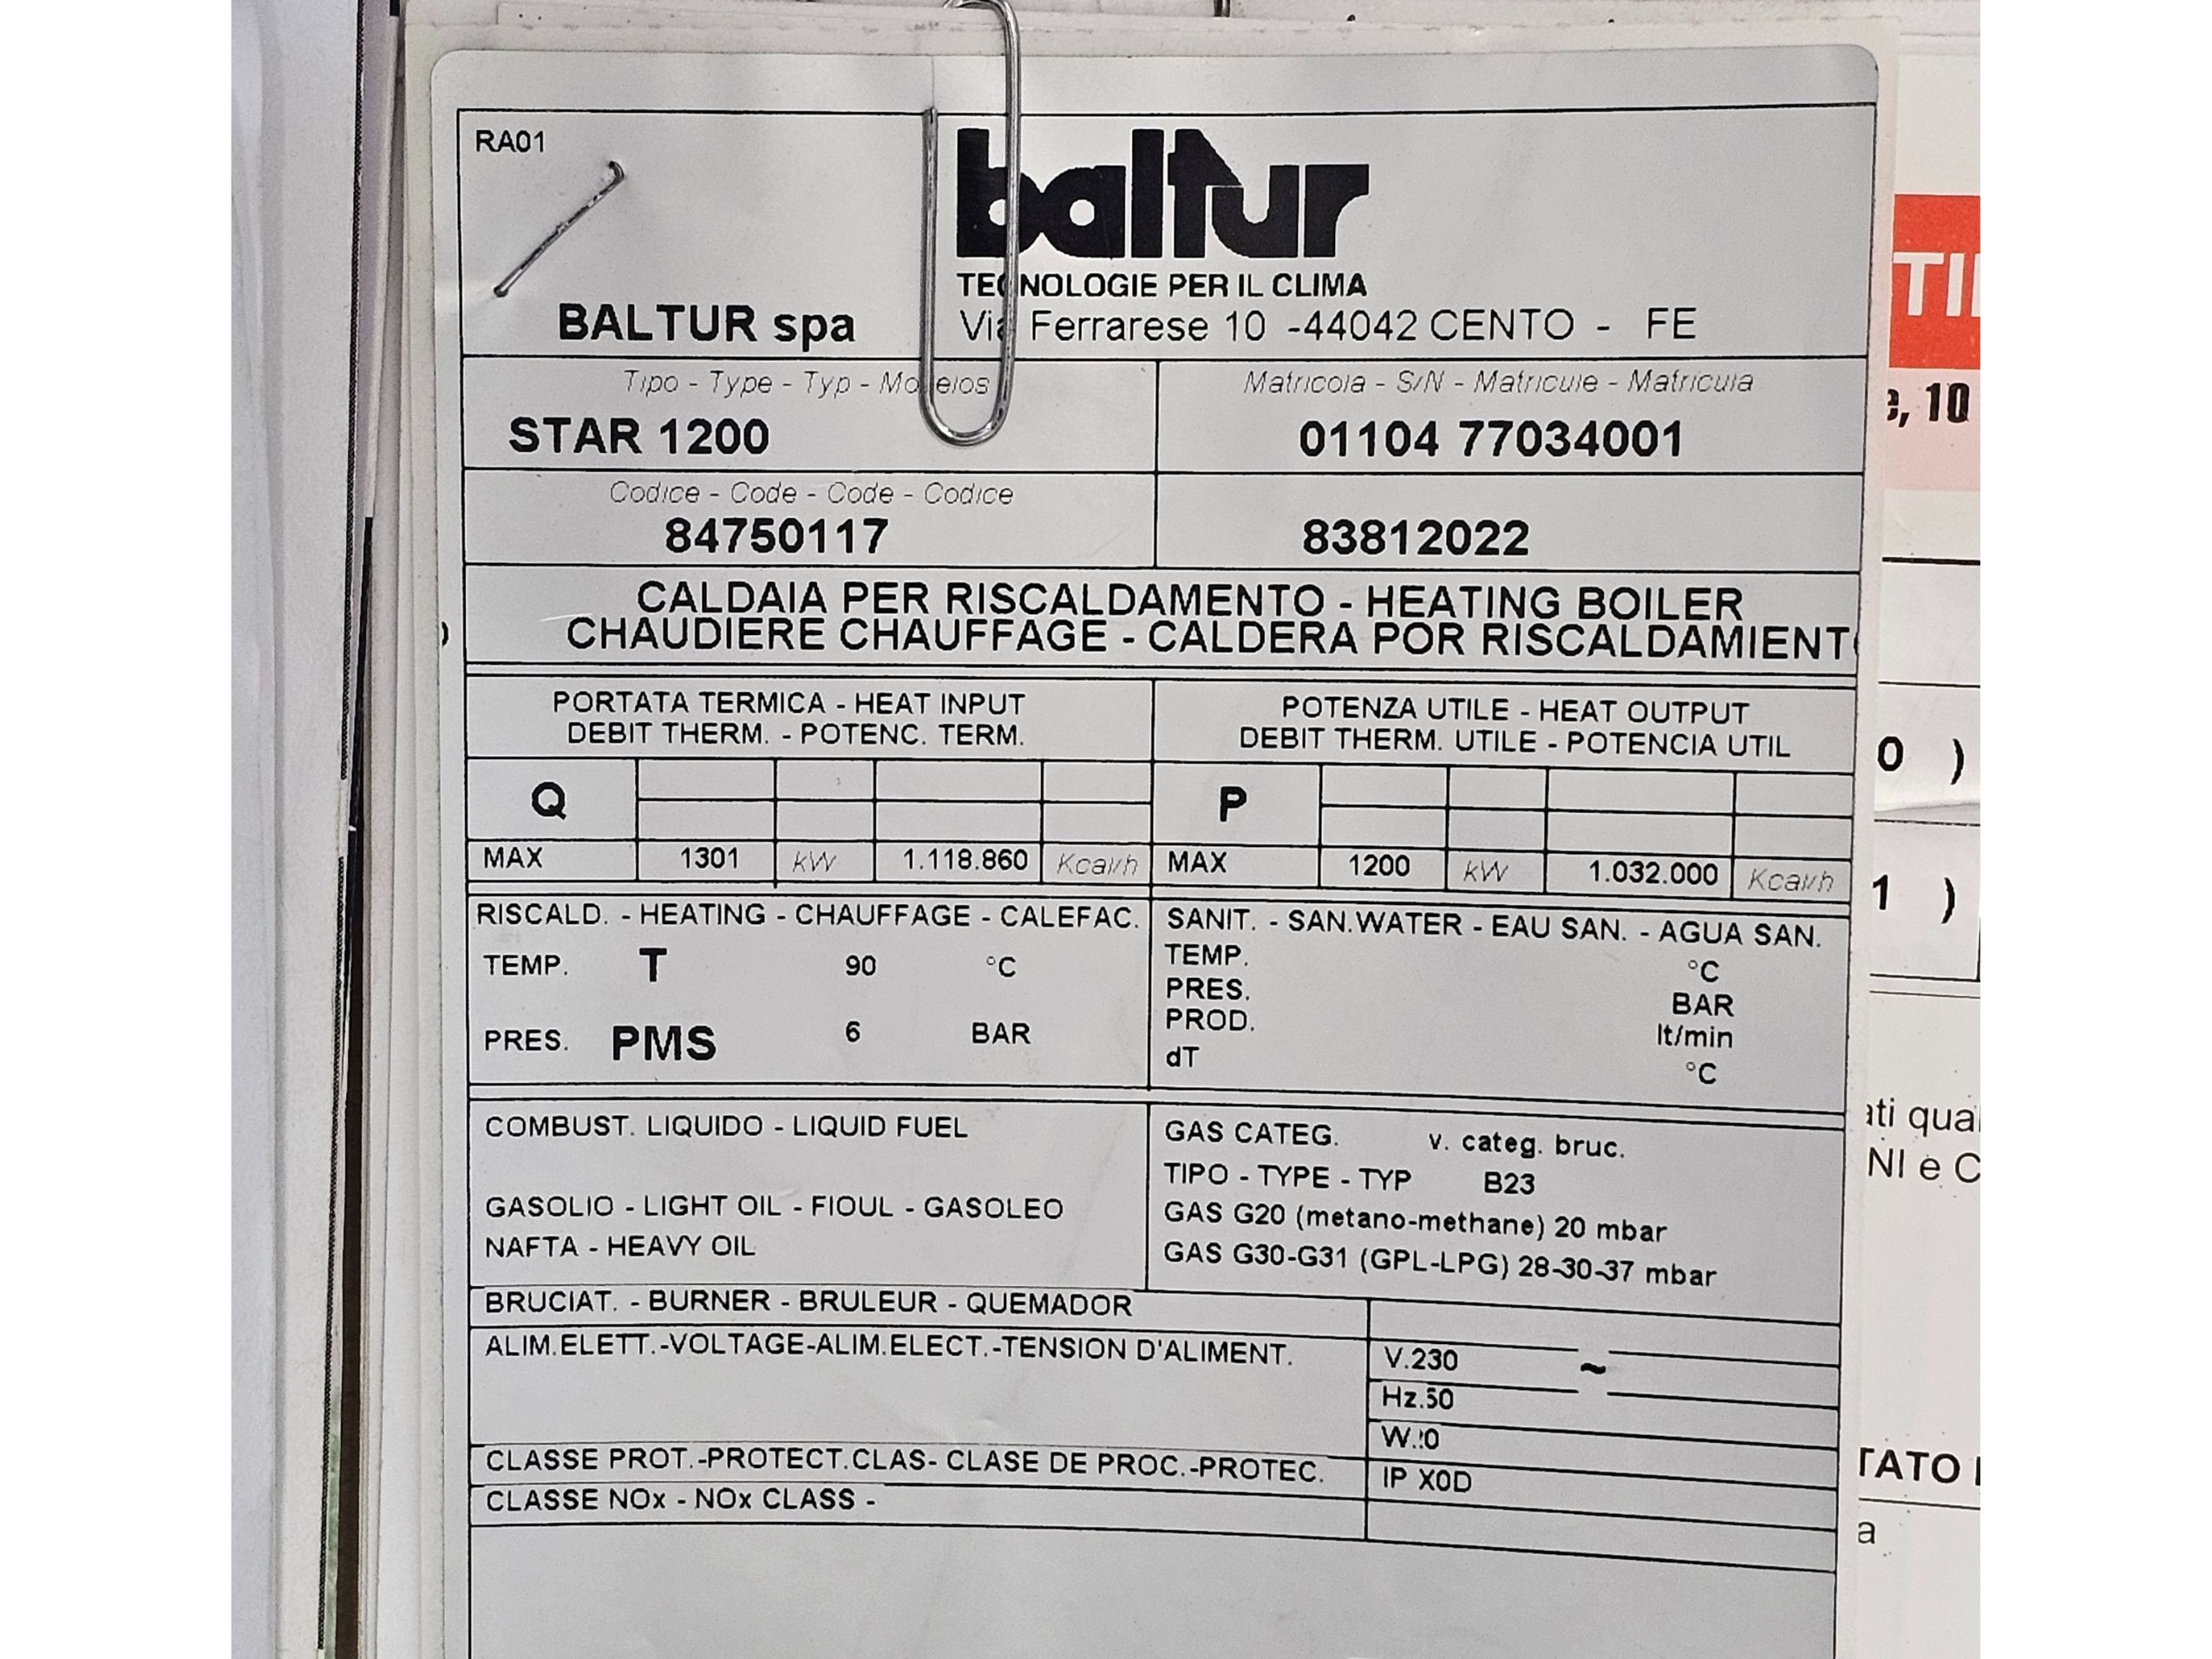 RA01
baltur
TECNOLOGIE PER IL CLIMA
BALTUR spa
Via Ferrarese 10 -44042 CENTO - FE
Tipo - Type - Typ - Modelos
Matricola - S/N - Matricule - Matricula
STAR 1200
01104 77034001
Codice - Code - Code - Codice
84750117
83812022
CALDAIA PER RISCALDAMENTO - HEATING BOILER
CHAUDIERE CHAUFFAGE - CALDERA POR RISCALDAMIENTO
PORTATA TERMICA - HEAT INPUT
DEBIT THERM. - POTENC. TERM.
POTENZA UTILE - HEAT OUTPUT
DEBIT THERM. UTILE - POTENCIA UTIL
Q
P
MAX 1301 kW 1.118.860 Kcal/h
MAX 1200 kW 1.032.000 Kcal/h
RISCALD. - HEATING - CHAUFFAGE - CALEFAC.
TEMP. T 90 °C
PRES. PMS 6 BAR
SANIT. - SAN.WATER - EAU SAN. - AGUA SAN.
TEMP. °C
PRES. BAR
PROD. lt/min
dT °C
COMBUST. LIQUIDO - LIQUID FUEL
GASOLIO - LIGHT OIL - FIOUL - GASOLEO
NAFTA - HEAVY OIL
GAS CATEG. v. categ. bruc.
TIPO - TYPE - TYP B23
GAS G20 (metano-methane) 20 mbar
GAS G30-G31 (GPL-LPG) 28-30-37 mbar
BRUCIAT. - BURNER - BRULEUR - QUEMADOR
ALIM.ELETT.-VOLTAGE-ALIM.ELECT.-TENSION D'ALIMENT.
V.230 ~
Hz.50
W.
CLASSE PROT.-PROTECT.CLAS- CLASE DE PROC.-PROTEC.
IP X0D
CLASSE NOx - NOx CLASS -
TI
, 10
0 )
1 )
ati qua
NI e C
TATO
a